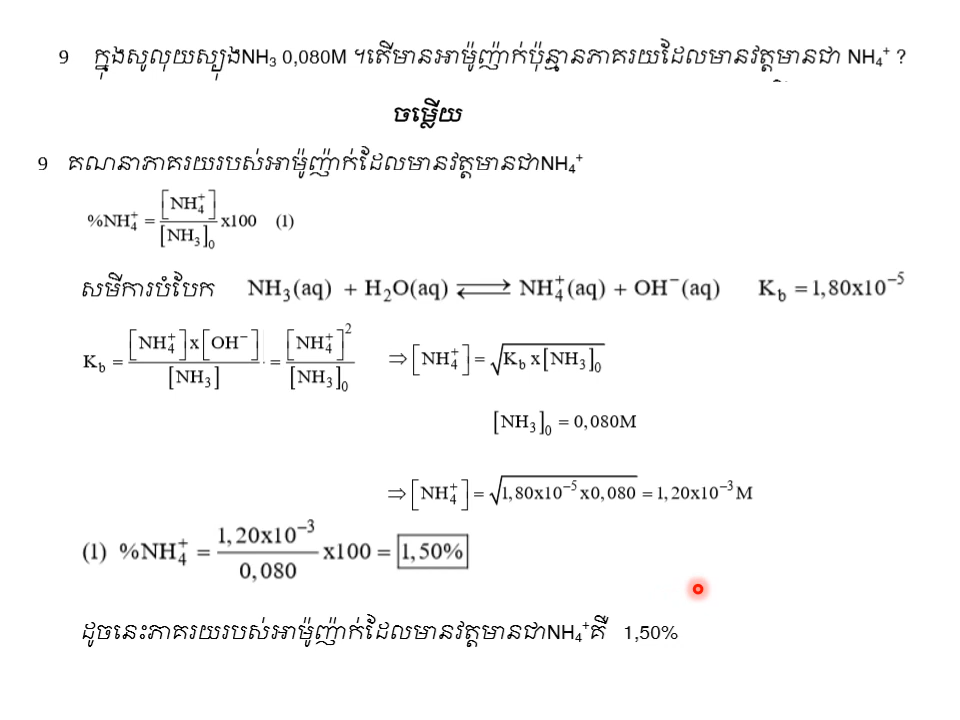 9 ក្នុងសូលុយស្យុងNH₃ 0,080M ។តើមានអាម៉ូញ៉ាក់ប៉ុន្មានភាគរយដែលមានវត្តមានជា NH₄⁺ ?
ចម្លើយ
9 គណនាភាគរយរបស់អាម៉ូញ៉ាក់ដែលមានវត្តមានជាNH₄⁺
%NH₄⁺ = [NH₄⁺]/[NH₃]₀ x100 (1)
សមីការបំបែក NH₃(aq) + H₂O(aq) ⇌ NH₄⁺(aq) + OH⁻(aq) K_b = 1,80x10⁻⁵
K_b = [NH₄⁺]x[OH⁻]/[NH₃] = [NH₄⁺]²/[NH₃]₀ ⇒ [NH₄⁺] = √(K_b x[NH₃]₀)
[NH₃]₀ = 0,080M
⇒ [NH₄⁺] = √(1,80x10⁻⁵x0,080) = 1,20x10⁻³M
(1) %NH₄⁺ = 1,20x10⁻³/0,080 x100 = 1,50%
ដូចនេះភាគរយរបស់អាម៉ូញ៉ាក់ដែលមានវត្តមានជាNH₄⁺គឺ 1,50%